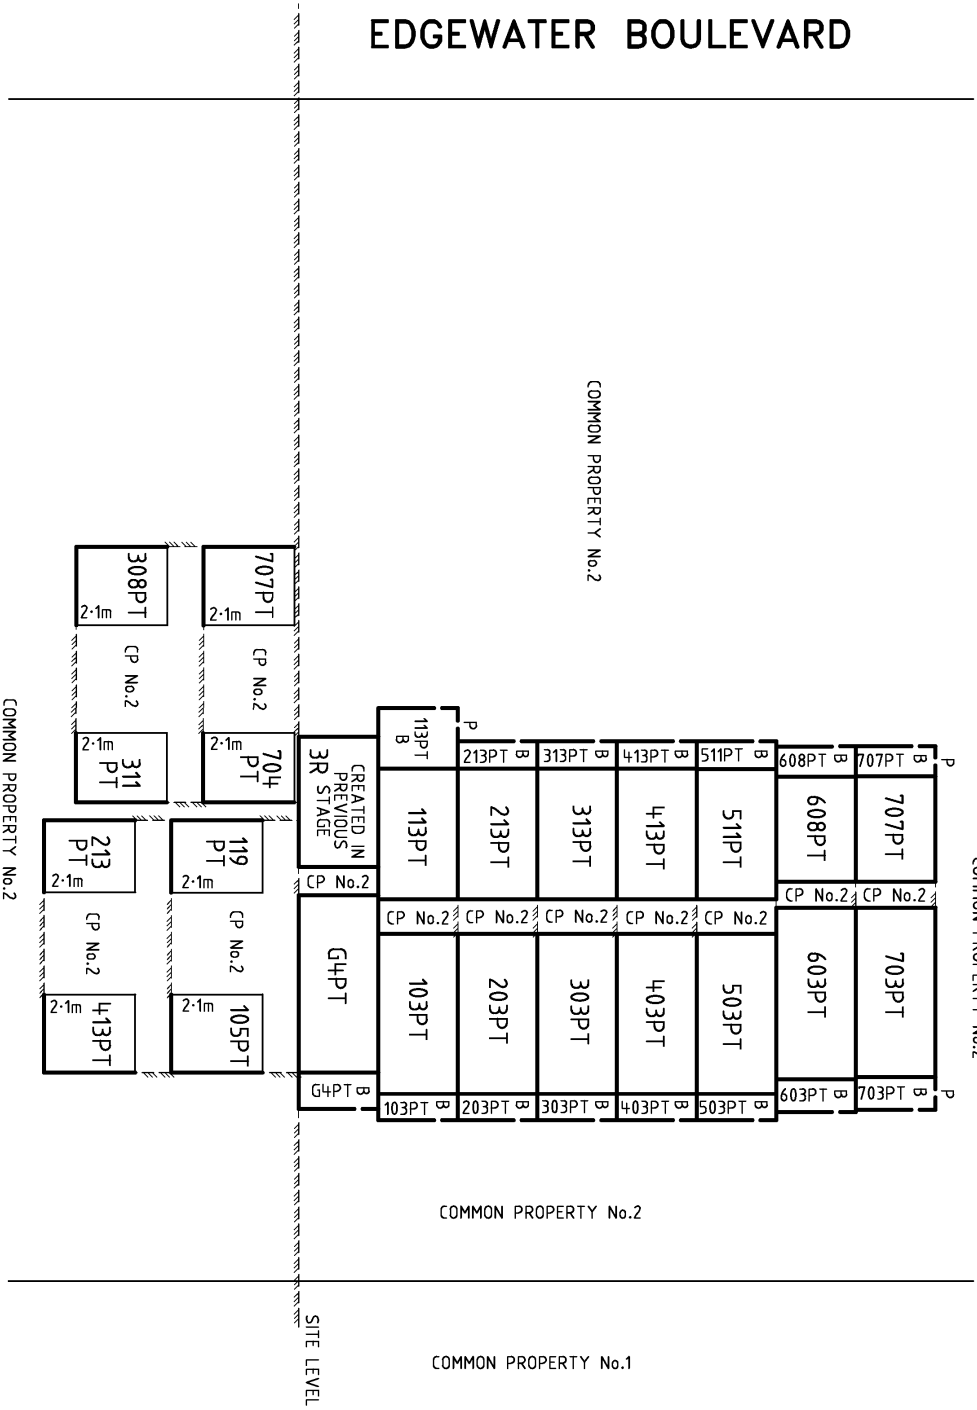 EDGEWATER BOULEVARD
COMMON PROPERTY No.2
308PT
2·1m
707PT
2·1m
CP No.2
CP No.2
2·1m
311
PT
2·1m
704
PT
213
PT
2·1m
119
PT
2·1m
CP No.2
CP No.2
2·1m
413PT
2·1m
105PT
COMMON PROPERTY No.2
CREATED IN
PREVIOUS
STAGE
3R
CP No.2
G4PT
G4PT B
113PT
B
P
113PT
CP No.2
103PT
103PT B
213PT B
213PT
CP No.2
203PT
203PT B
313PT B
313PT
CP No.2
303PT
303PT B
413PT B
413PT
CP No.2
403PT
403PT B
511PT B
511PT
CP No.2
503PT
503PT B
608PT B
608PT
CP No.2
603PT
603PT B
707PT B
P
707PT
CP No.2
703PT
703PT B
P
COMMON PROPERTY No.2
SITE LEVEL
COMMON PROPERTY No.1